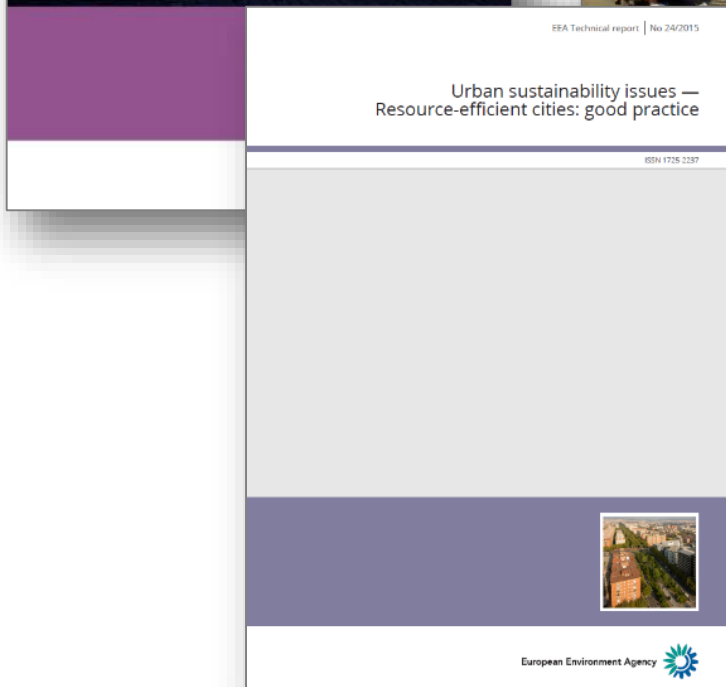 EEA Technical report | No 24/2015
Urban sustainability issues —
Resource-efficient cities: good practice
ISSN 1725-2237
European Environment Agency